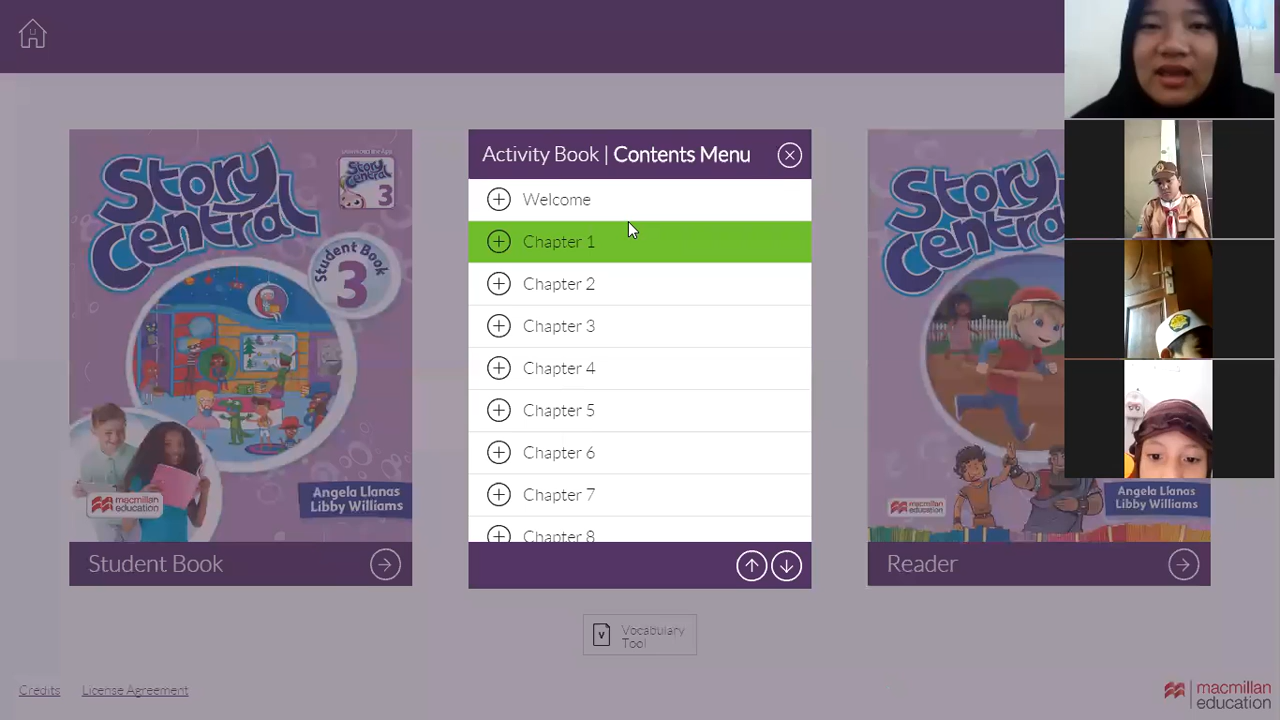 Story
Central
Story
Central
3
Student Book
3
macmillan
education
Angela Llanas
Libby Williams
Student Book
Activity Book | Contents Menu
Welcome
Chapter 1
Chapter 2
Chapter 3
Chapter 4
Chapter 5
Chapter 6
Chapter 7
Chapter 8
Story
Central
macmillan
education
Angela Llanas
Libby Williams
Reader
V
Vocabulary
Tool
Credits
License Agreement
macmillan
education